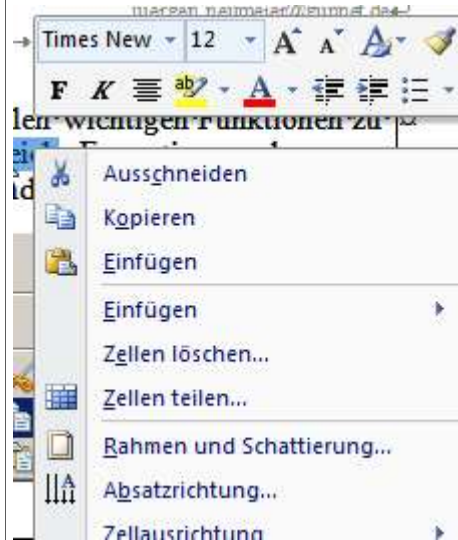 Times New 12 A A A
F K ab A
len wichtigen Funktionen zu
Ausschneiden
Kopieren
Einfügen
Einfügen
Zellen löschen...
Zellen teilen...
Rahmen und Schattierung...
Absatzrichtung...
Zellausrichtung